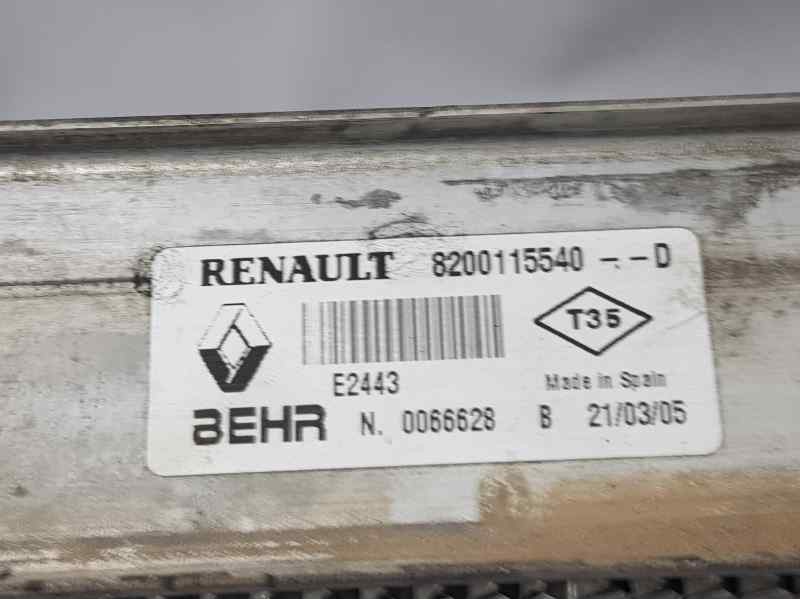 RENAULT 8200115540 -.- D
T35
E2443 Made in Spain
BEHR N. 0066628 B 21/03/05